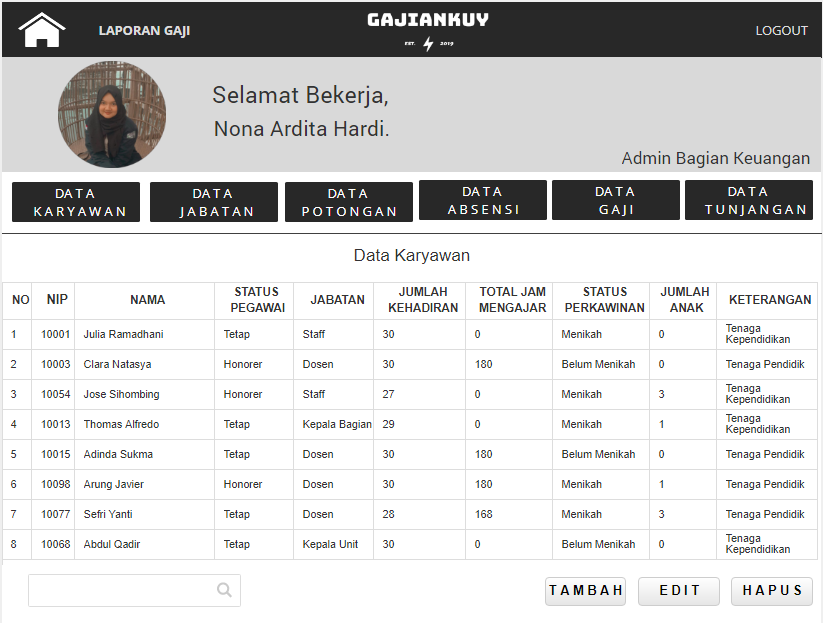 LAPORAN GAJI
GAJIANKUY
EST. 2019
LOGOUT
Selamat Bekerja,
Nona Ardita Hardi.
Admin Bagian Keuangan
DATA KARYAWAN
DATA JABATAN
DATA POTONGAN
DATA ABSENSI
DATA GAJI
DATA TUNJANGAN
Data Karyawan
NO NIP NAMA STATUS PEGAWAI JABATAN JUMLAH KEHADIRAN TOTAL JAM MENGAJAR STATUS PERKAWINAN JUMLAH ANAK KETERANGAN
1 10001 Julia Ramadhani Tetap Staff 30 0 Menikah 0 Tenaga Kependidikan
2 10003 Clara Natasya Honorer Dosen 30 180 Belum Menikah 0 Tenaga Pendidik
3 10054 Jose Sihombing Honorer Staff 27 0 Menikah 3 Tenaga Kependidikan
4 10013 Thomas Alfredo Tetap Kepala Bagian 29 0 Menikah 1 Tenaga Kependidikan
5 10015 Adinda Sukma Tetap Dosen 30 180 Belum Menikah 0 Tenaga Pendidik
6 10098 Arung Javier Honorer Dosen 30 180 Menikah 1 Tenaga Pendidik
7 10077 Sefri Yanti Tetap Dosen 28 168 Menikah 3 Tenaga Pendidik
8 10068 Abdul Qadir Tetap Kepala Unit 30 0 Belum Menikah 0 Tenaga Kependidikan
TAMBAH EDIT HAPUS